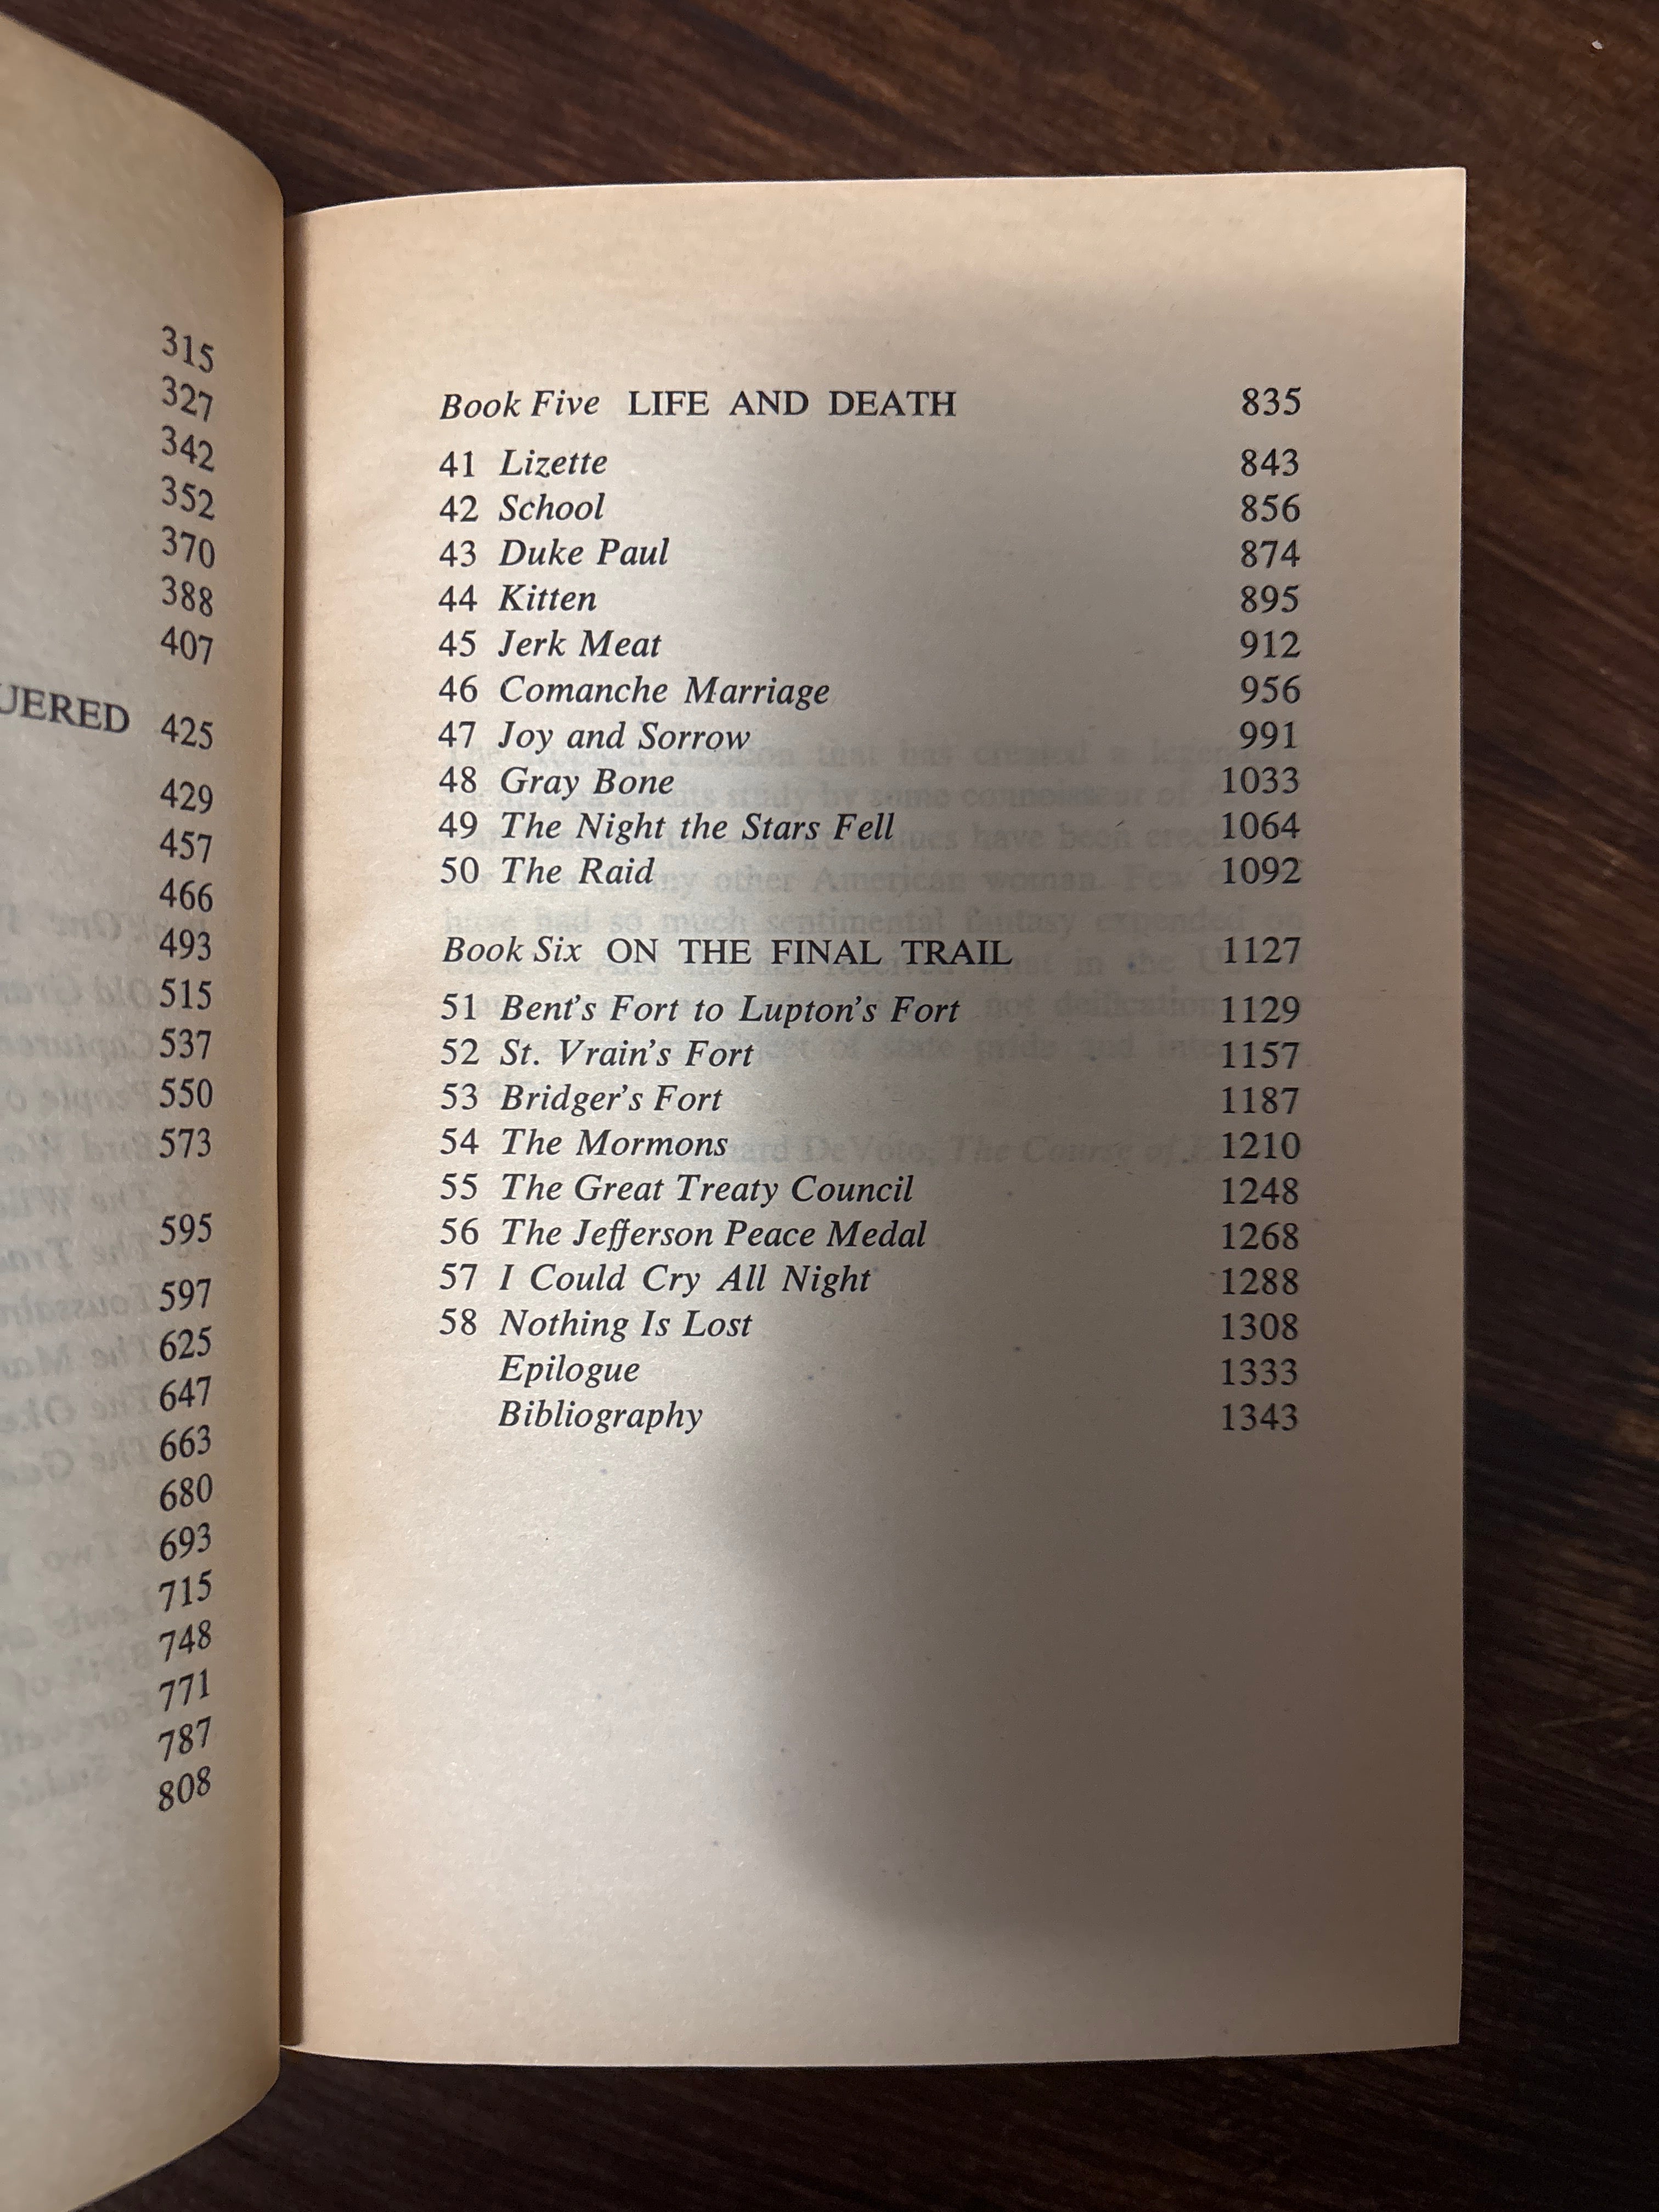 315
327
342
352
370
388
407
UERED 425
429
457
466
493
515
537
550
573
595
597
625
647
663
680
693
715
748
771
787
808
Book Five LIFE AND DEATH 835
41 Lizette 843
42 School 856
43 Duke Paul 874
44 Kitten 895
45 Jerk Meat 912
46 Comanche Marriage 956
47 Joy and Sorrow 991
48 Gray Bone 1033
49 The Night the Stars Fell 1064
50 The Raid 1092
Book Six ON THE FINAL TRAIL 1127
51 Bent's Fort to Lupton's Fort 1129
52 St. Vrain's Fort 1157
53 Bridger's Fort 1187
54 The Mormons 1210
55 The Great Treaty Council 1248
56 The Jefferson Peace Medal 1268
57 I Could Cry All Night 1288
58 Nothing Is Lost 1308
Epilogue 1333
Bibliography 1343